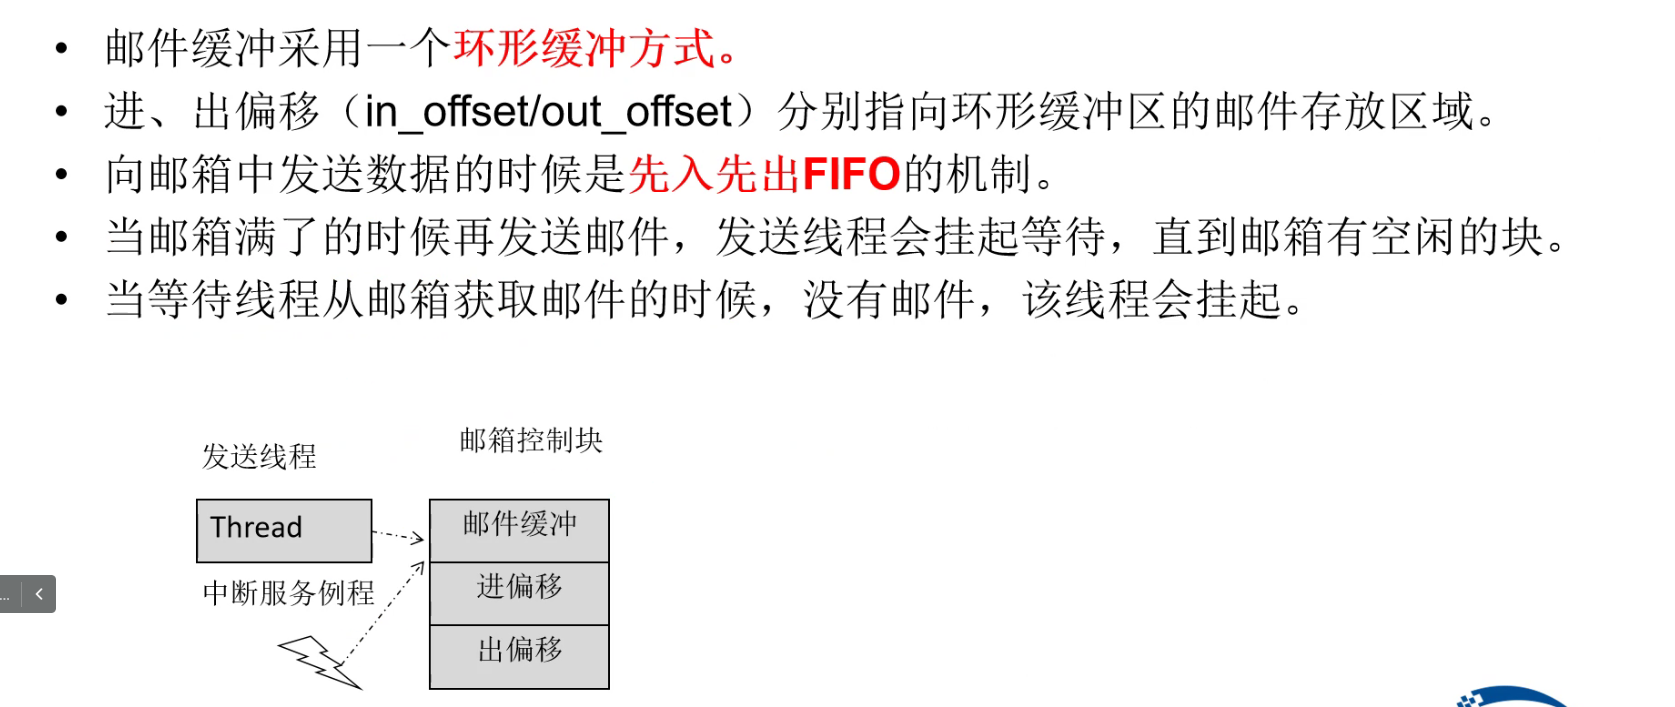 • 邮件缓冲采用一个环形缓冲方式。
• 进、出偏移（in_offset/out_offset）分别指向环形缓冲区的邮件存放区域。
• 向邮箱中发送数据的时候是先入先出FIFO的机制。
• 当邮箱满了的时候再发送邮件，发送线程会挂起等待，直到邮箱有空闲的块。
• 当等待线程从邮箱获取邮件的时候，没有邮件，该线程会挂起。
邮箱控制块
发送线程
Thread
邮件缓冲
中断服务例程
进偏移
出偏移
...